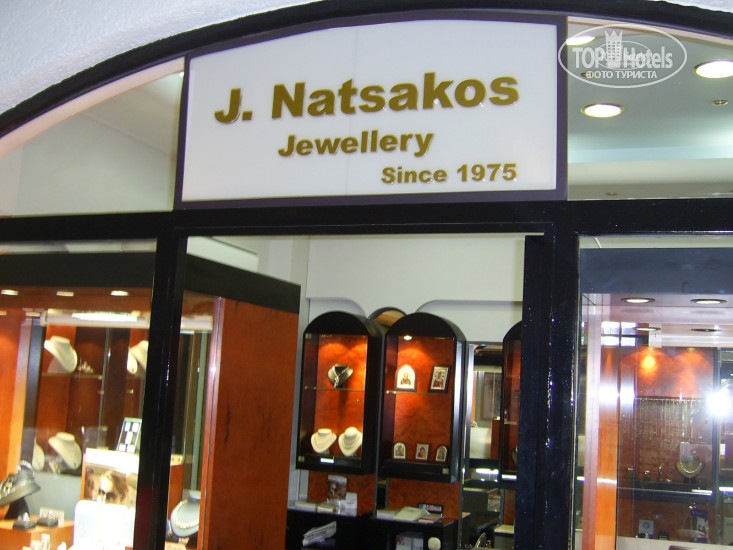 J. Natsakos
Jewellery
Since 1975
TOP Hotels
ФОТО ТУРИСТА